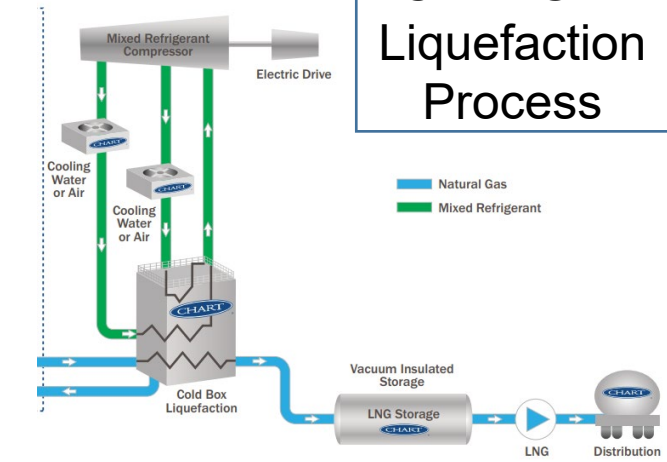 Liquefaction
Process
Mixed Refrigerant
Compressor
Electric Drive
CHART
Cooling
Water
or Air
CHART
Cooling
Water
or Air
Natural Gas
Mixed Refrigerant
CHART
Cold Box
Liquefaction
Vacuum Insulated
Storage
LNG Storage
CHART
LNG
CHART
Distribution